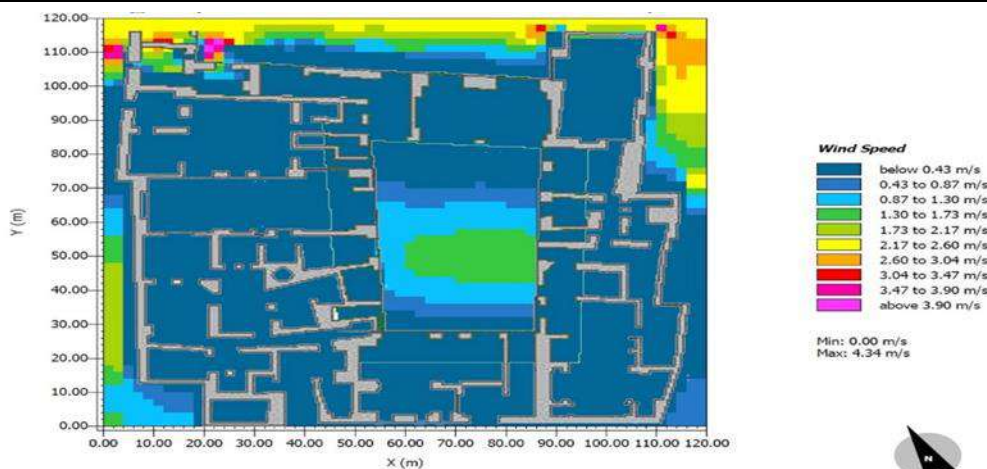 120.00
110.00
100.00
90.00
80.00
70.00
60.00
50.00
40.00
30.00
20.00
10.00
0.00
Y (m)
0.00 10.00 20.00 30.00 40.00 50.00 60.00 70.00 80.00 90.00 100.00 110.00 120.00
X (m)
Wind Speed
below 0.43 m/s
0.43 to 0.87 m/s
0.87 to 1.30 m/s
1.30 to 1.73 m/s
1.73 to 2.17 m/s
2.17 to 2.60 m/s
2.60 to 3.04 m/s
3.04 to 3.47 m/s
3.47 to 3.90 m/s
above 3.90 m/s
Min: 0.00 m/s
Max: 4.34 m/s
N